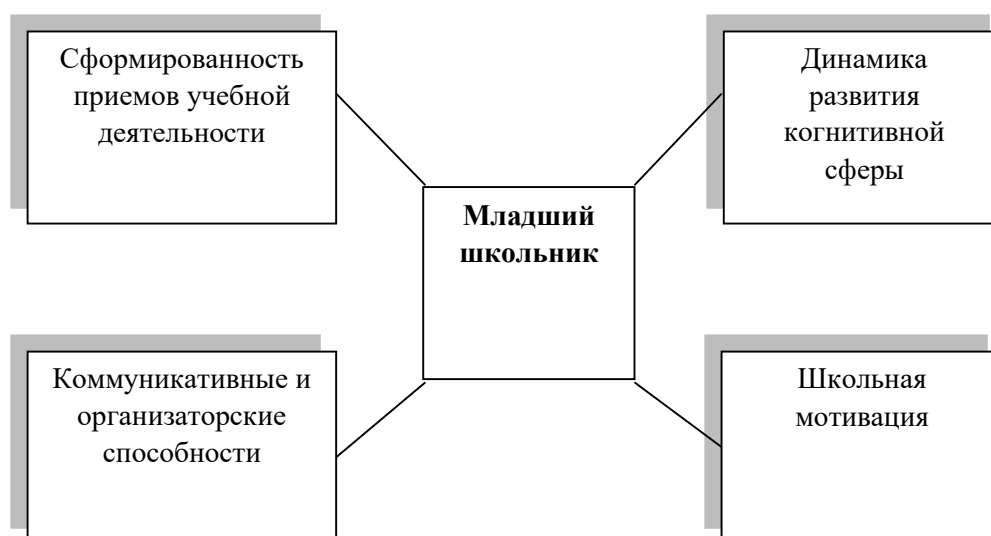 Сформированность
приемов учебной
деятельности
Динамика
развития
когнитивной
сферы
Младший
школьник
Коммуникативные и
организаторские
способности
Школьная
мотивация